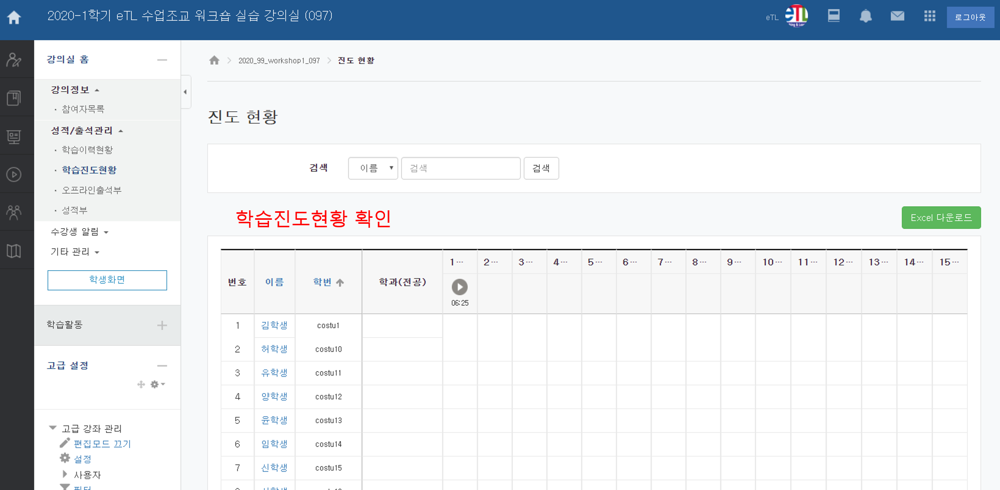 2020-1학기 eTL 수업조교 워크숍 실습 강의실 (097)
eTL
eTL
로그아웃
강의실 홈
강의정보
· 참여자목록
성적/출석관리
· 학습이력현황
· 학습진도현황
· 오프라인출석부
· 성적부
수강생 알림
기타 관리
학생화면
학습활동
고급 설정
고급 강좌 관리
편집모드 끄기
설정
사용자
필터
2020_99_workshop1_097
진도 현황
진도 현황
검색 이름 검색 검색
학습진도현황 확인
Excel 다운로드
번호 이름 학번 학과(전공) 1… 2… 3… 4… 5… 6… 7… 8… 9… 10… 11… 12… 13… 14… 15…
06:25
1 김학생 costu1
2 허학생 costu10
3 유학생 costu11
4 양학생 costu12
5 윤학생 costu13
6 임학생 costu14
7 신학생 costu15